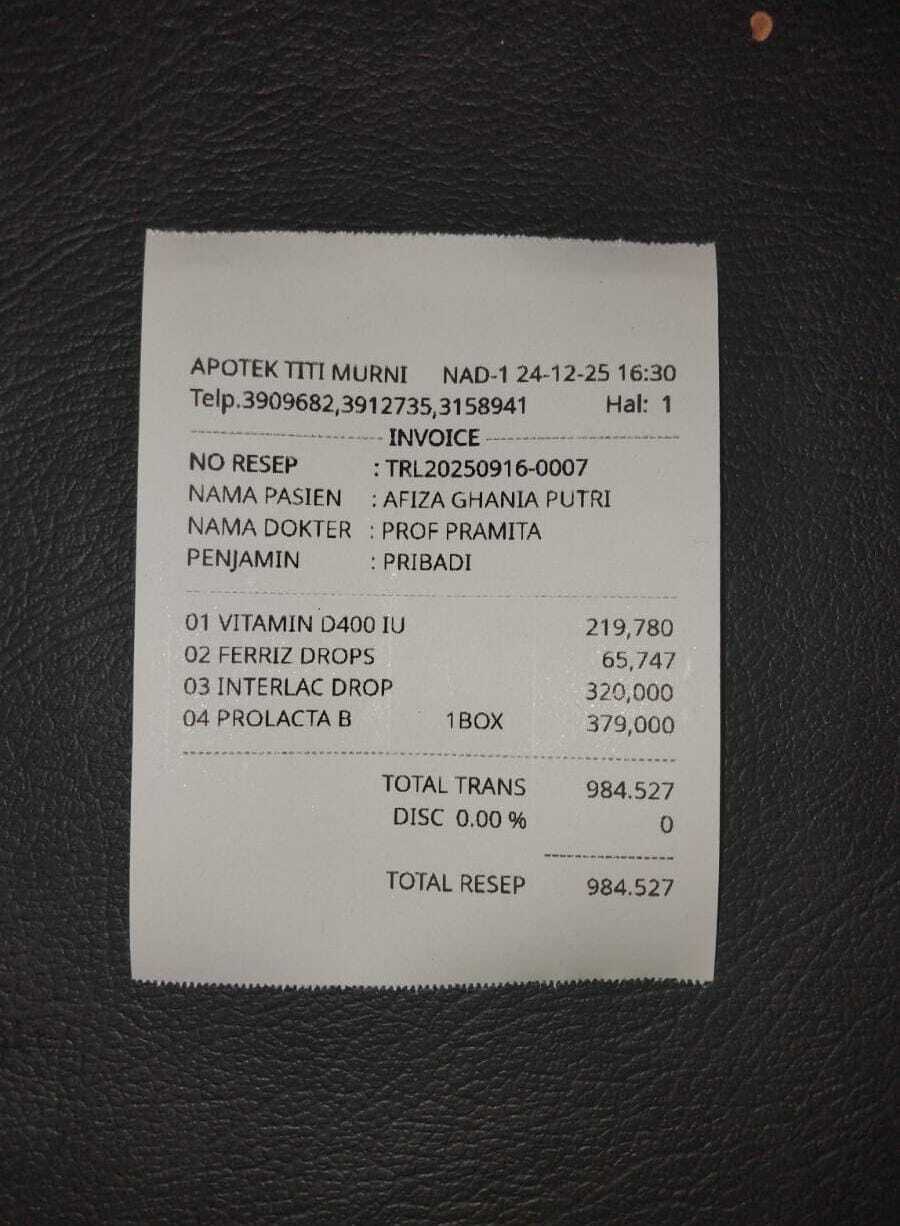 APOTEK TITI MURNI NAD-1 24-12-25 16:30
Telp.3909682,3912735,3158941 Hal: 1
INVOICE
NO RESEP : TRL20250916-0007
NAMA PASIEN : AFIZA GHANIA PUTRI
NAMA DOKTER : PROF PRAMITA
PENJAMIN : PRIBADI
01 VITAMIN D400 IU 219,780
02 FERRIZ DROPS 65,747
03 INTERLAC DROP 320,000
04 PROLACTA B 1BOX 379,000
TOTAL TRANS 984.527
DISC 0.00 % 0
TOTAL RESEP 984.527